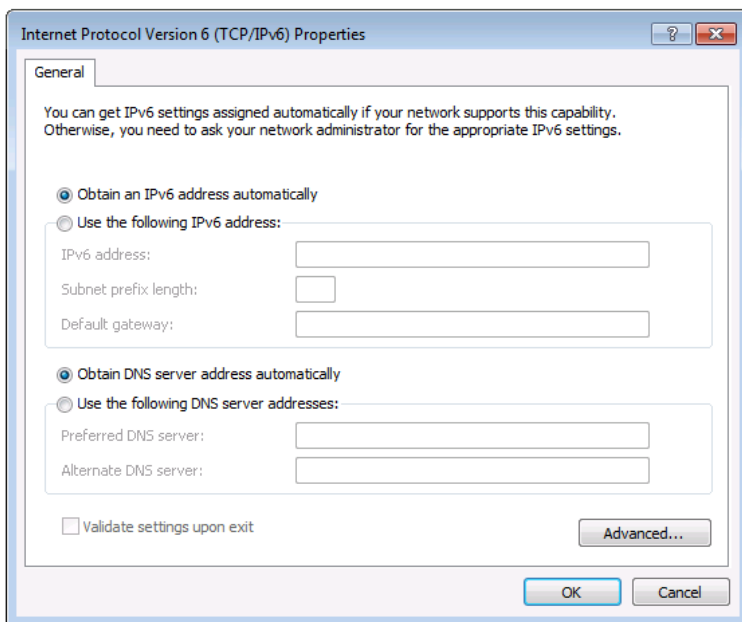 Internet Protocol Version 6 (TCP/IPv6) Properties
General
You can get IPv6 settings assigned automatically if your network supports this capability.
Otherwise, you need to ask your network administrator for the appropriate IPv6 settings.
Obtain an IPv6 address automatically
Use the following IPv6 address:
IPv6 address:
Subnet prefix length:
Default gateway:
Obtain DNS server address automatically
Use the following DNS server addresses:
Preferred DNS server:
Alternate DNS server:
Validate settings upon exit
Advanced...
OK Cancel